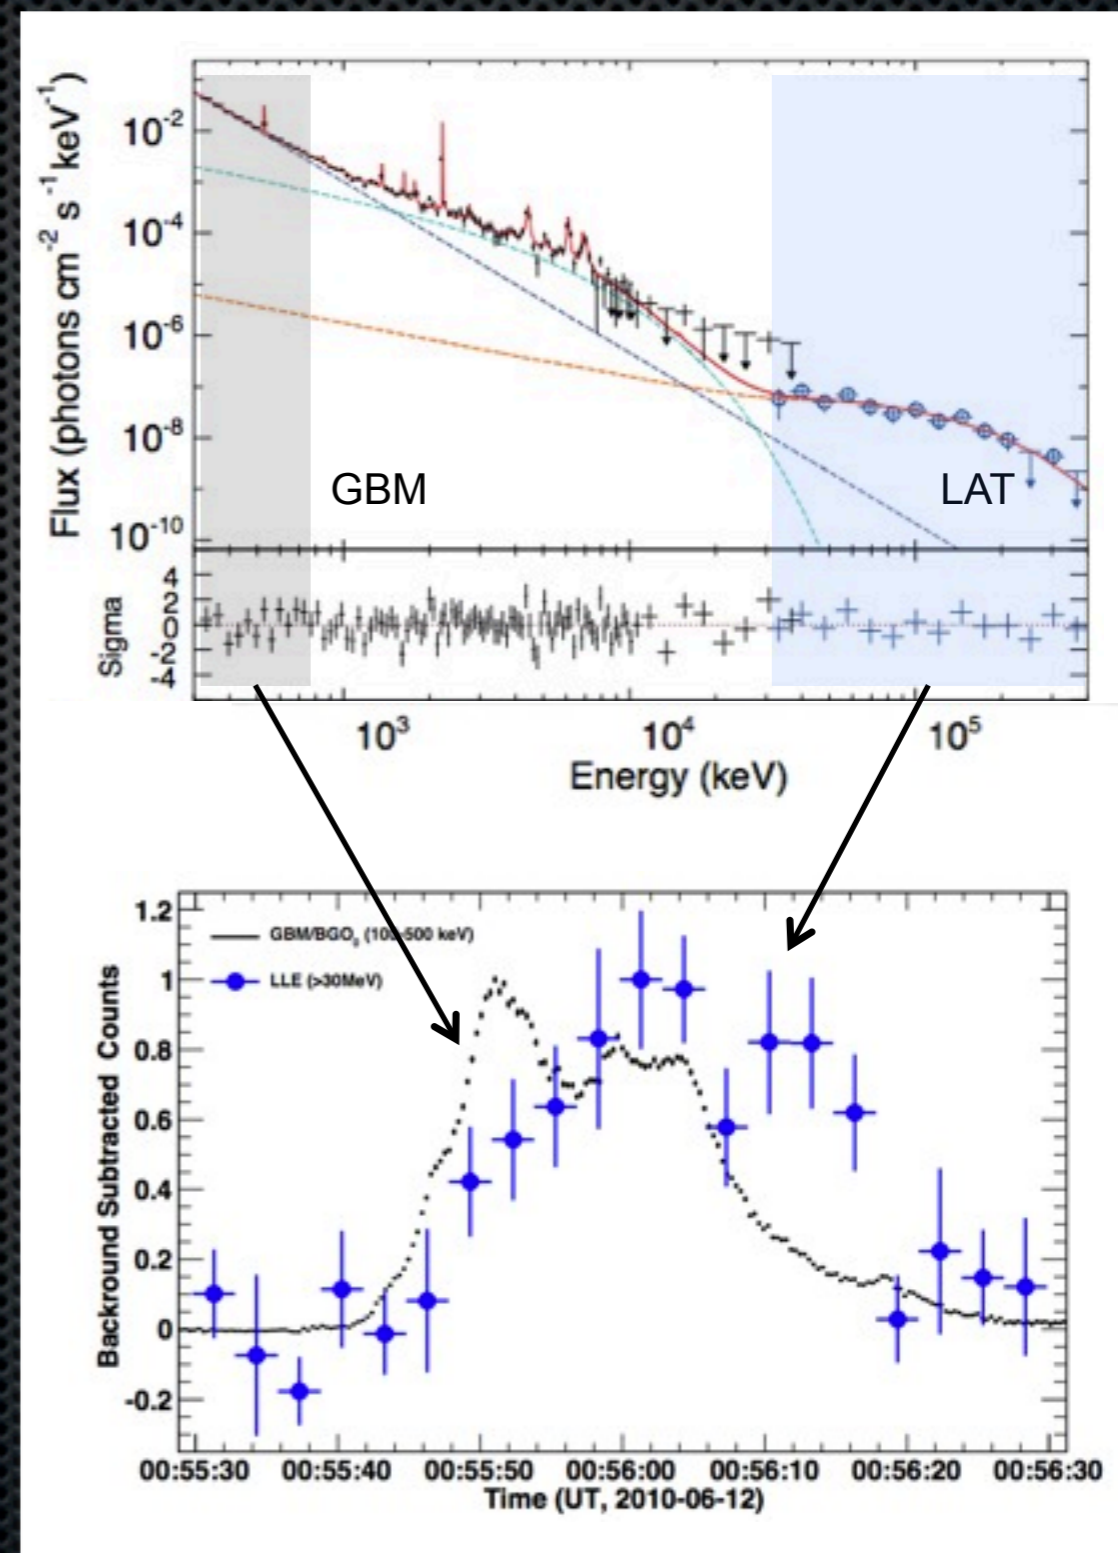 Flux (photons cm⁻² s⁻¹ keV⁻¹)
10⁻²
10⁻⁴
10⁻⁶
10⁻⁸
10⁻¹⁰
GBM
LAT
Sigma
4
2
0
-2
-4
10³ 10⁴ 10⁵
Energy (keV)
Backround Subtracted Counts
1.2
1
0.8
0.6
0.4
0.2
0
-0.2
GBM/BGO₀ (100-500 keV)
LLE (>30MeV)
00:55:30 00:55:40 00:55:50 00:56:00 00:56:10 00:56:20 00:56:30
Time (UT, 2010-06-12)